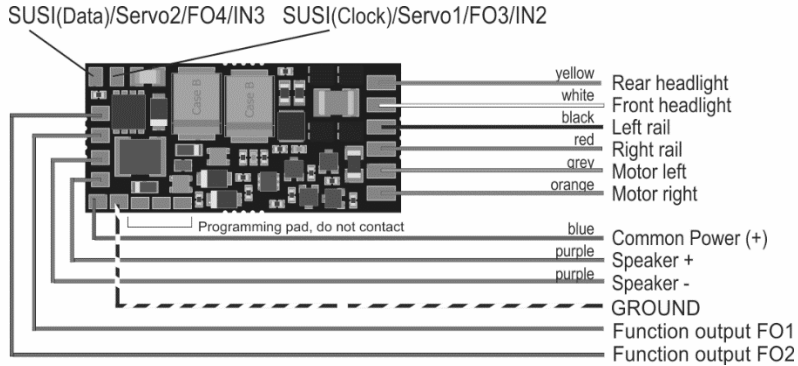 SUSI(Data)/Servo2/FO4/IN3 SUSI(Clock)/Servo1/FO3/IN2
Case B
Case B
yellow Rear headlight
white Front headlight
black Left rail
red Right rail
grey Motor left
orange Motor right
Programming pad, do not contact
blue Common Power (+)
purple Speaker +
purple Speaker -
GROUND
Function output FO1
Function output FO2